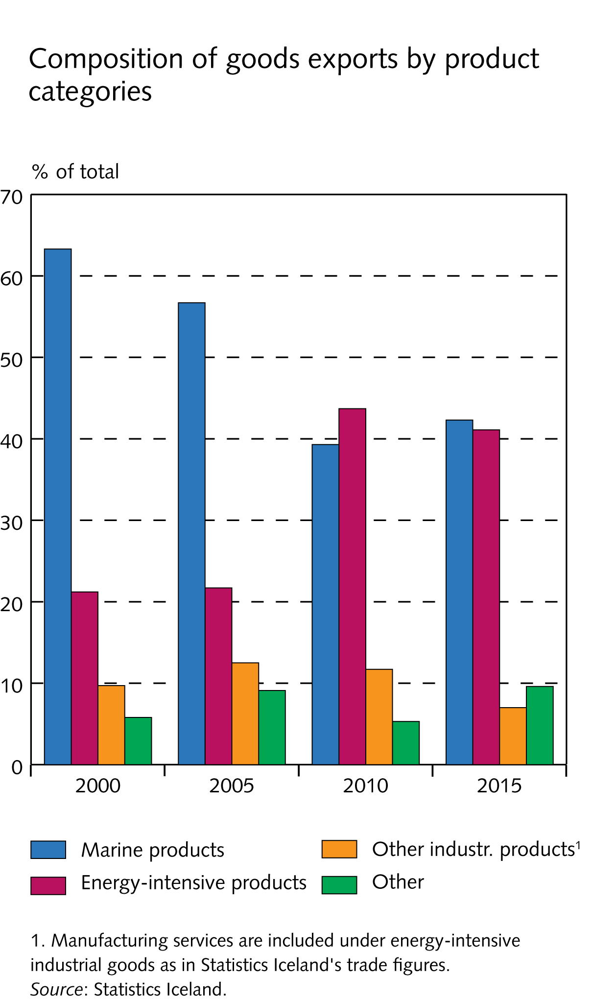 Composition of goods exports by product
categories
% of total
70
60
50
40
30
20
10
0
2000 2005 2010 2015
Marine products
Other industr. products¹
Energy-intensive products
Other
1. Manufacturing services are included under energy-intensive
industrial goods as in Statistics Iceland's trade figures.
Source: Statistics Iceland.